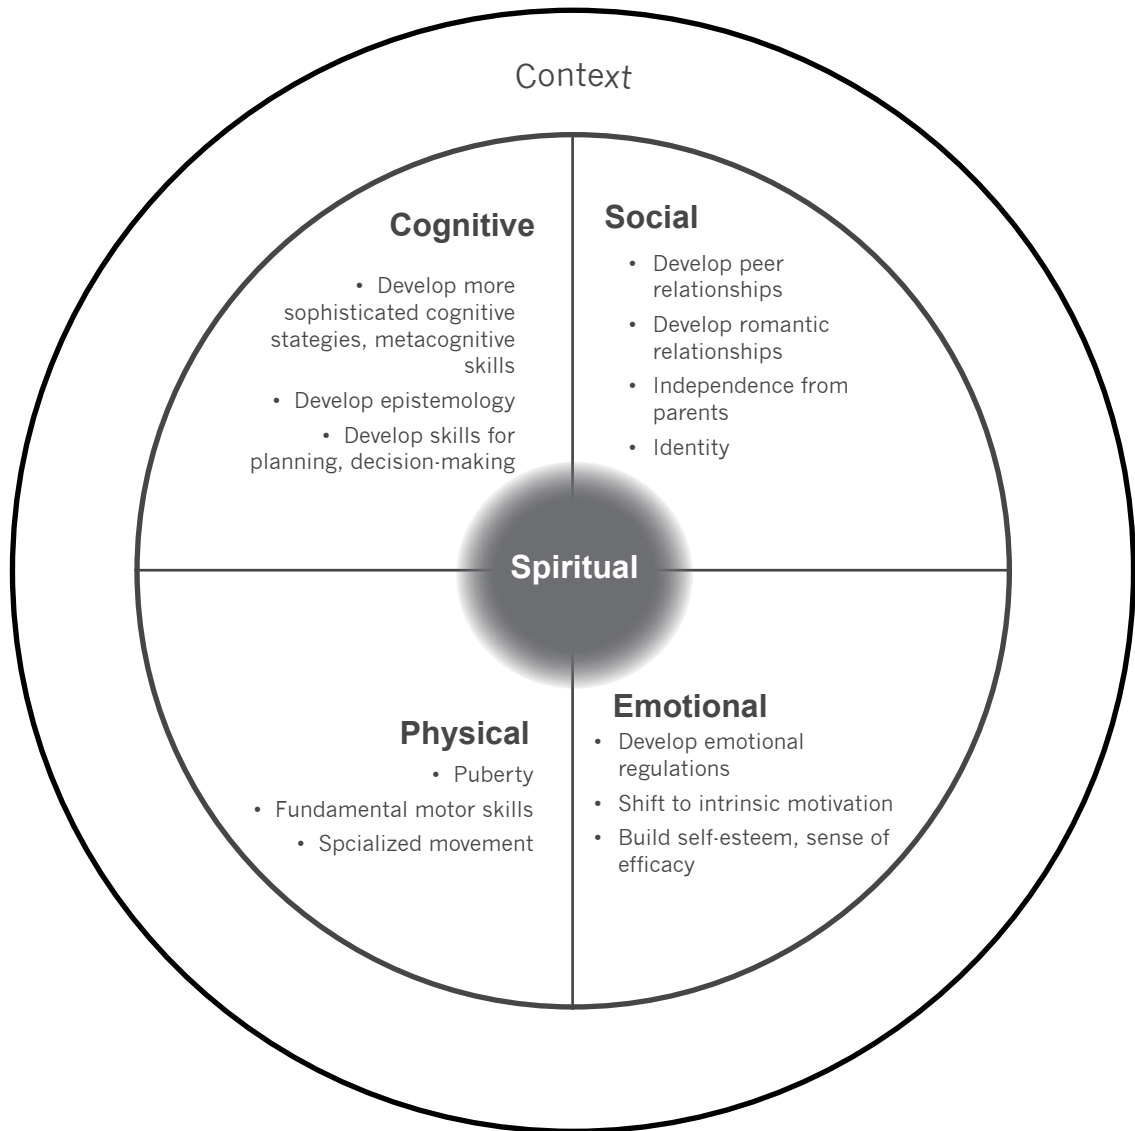 Context
Cognitive
• Develop more
sophisticated cognitive
stategies, metacognitive
skills
• Develop epistemology
• Develop skills for
planning, decision-making
Social
• Develop peer
relationships
• Develop romantic
relationships
• Independence from
parents
• Identity
Spiritual
Physical
• Puberty
• Fundamental motor skills
• Spcialized movement
Emotional
• Develop emotional
regulations
• Shift to intrinsic motivation
• Build self-esteem, sense of
efficacy